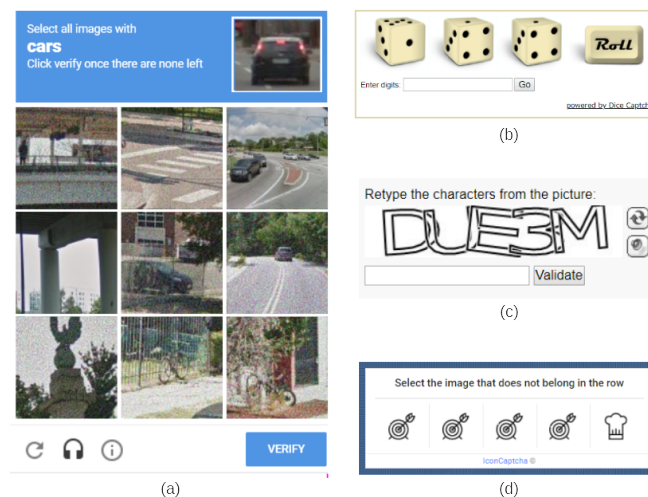 Select all images with
cars
Click verify once there are none left
VERIFY
(a)
Roll
Enter digits:
Go
powered by Dice Captch
(b)
Retype the characters from the picture:
DUE3M
Validate
(c)
Select the image that does not belong in the row
IconCaptcha ©
(d)